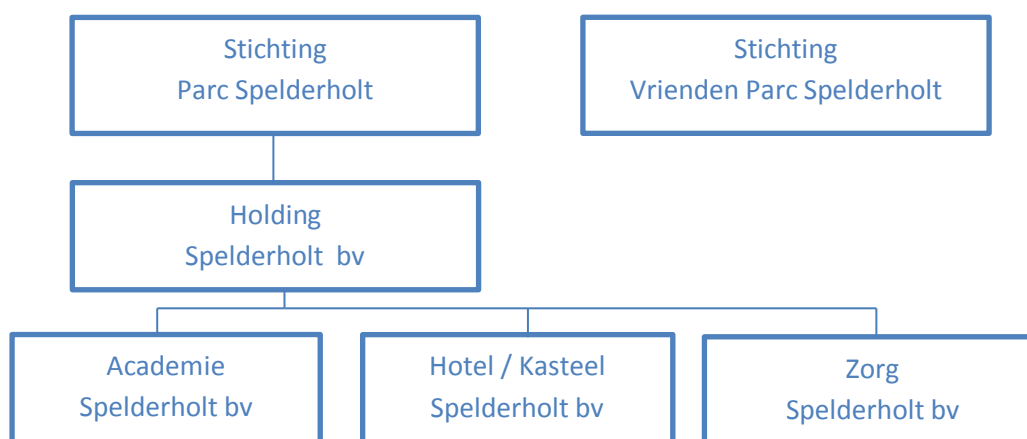 Stichting
Parc Spelderholt
Stichting
Vrienden Parc Spelderholt
Holding
Spelderholt bv
Academie
Spelderholt bv
Hotel / Kasteel
Spelderholt bv
Zorg
Spelderholt bv